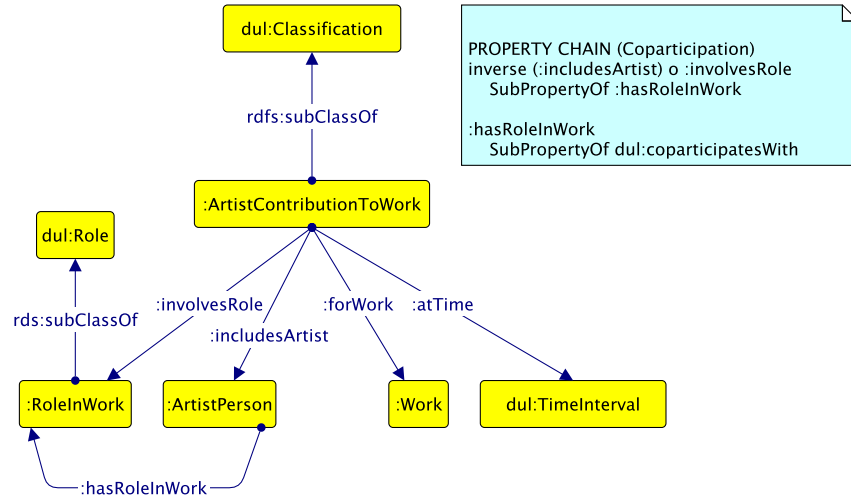 dul:Classification
PROPERTY CHAIN (Coparticipation)
inverse (:includesArtist) o :involvesRole
SubPropertyOf :hasRoleInWork
:hasRoleInWork
SubPropertyOf dul:coparticipatesWith
rdfs:subClassOf
:ArtistContributionToWork
dul:Role
:involvesRole
:forWork
:atTime
rds:subClassOf
:includesArtist
:RoleInWork
:ArtistPerson
:Work
dul:TimeInterval
:hasRoleInWork